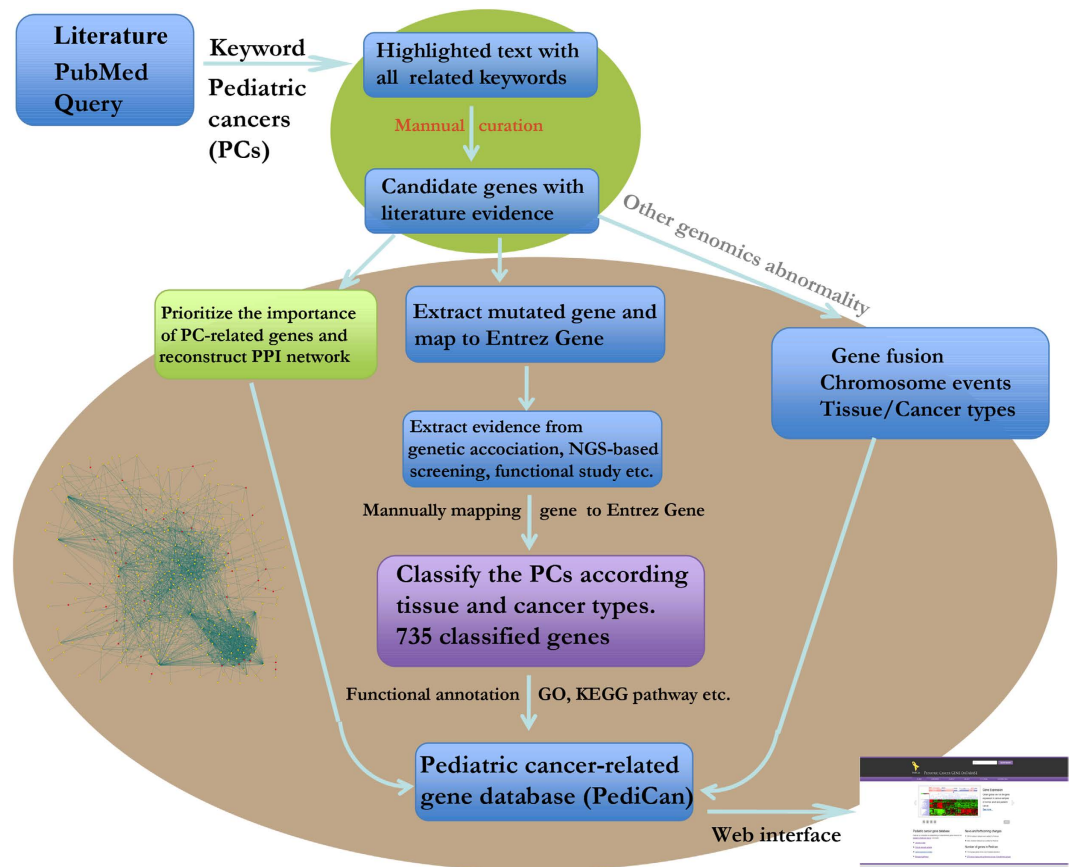 Literature
PubMed
Query
Keyword
Pediatric
cancers
(PCs)
Highlighted text with
all related keywords
Mannual curation
Candidate genes with
literature evidence
Other genomics abnormality
Prioritize the importance
of PC-related genes and
reconstruct PPI network
Extract mutated gene and
map to Entrez Gene
Gene fusion
Chromosome events
Tissue/Cancer types
Extract evidence from
genetic accociation, NGS-based
screening, functional study etc.
Mannually mapping gene to Entrez Gene
Classify the PCs according
tissue and cancer types.
735 classified genes
Functional annotation GO, KEGG pathway etc.
Pediatric cancer-related
gene database (PediCan)
Web interface